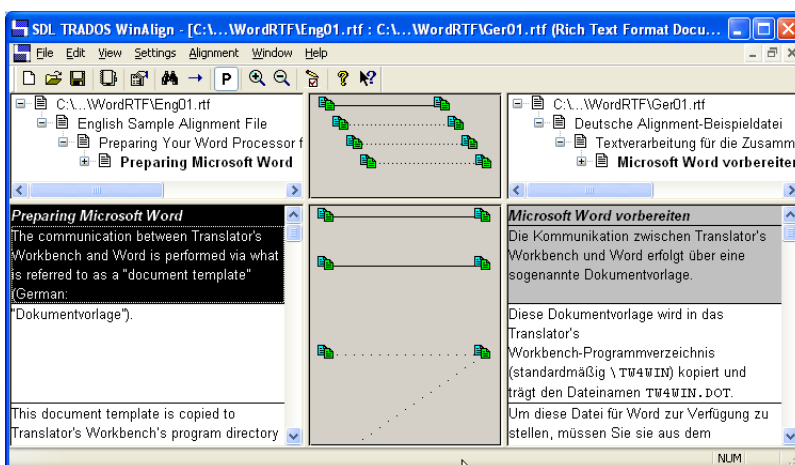 SDL TRADOS WinAlign - [C:\...\WordRTF\Eng01.rtf : C:\...\WordRTF\Ger01.rtf (Rich Text Format Docu...
File Edit View Settings Alignment Window Help
P
C:\...\WordRTF\Eng01.rtf
English Sample Alignment File
Preparing Your Word Processor f
Preparing Microsoft Word
C:\...\WordRTF\Ger01.rtf
Deutsche Alignment-Beispieldatei
Textverarbeitung für die Zusamm
Microsoft Word vorbereiten
Preparing Microsoft Word
The communication between Translator's
Workbench and Word is performed via what
is referred to as a "document template"
(German:
"Dokumentvorlage").
This document template is copied to
Translator's Workbench's program directory
Microsoft Word vorbereiten
Die Kommunikation zwischen Translator's
Workbench und Word erfolgt über eine
sogenannte Dokumentvorlage.
Diese Dokumentvorlage wird in das
Translator's
Workbench-Programmverzeichnis
(standardmäßig \TW4WIN) kopiert und
trägt den Dateinamen TW4WIN.DOT.
Um diese Datei für Word zur Verfügung zu
stellen, müssen Sie sie aus dem
NUM